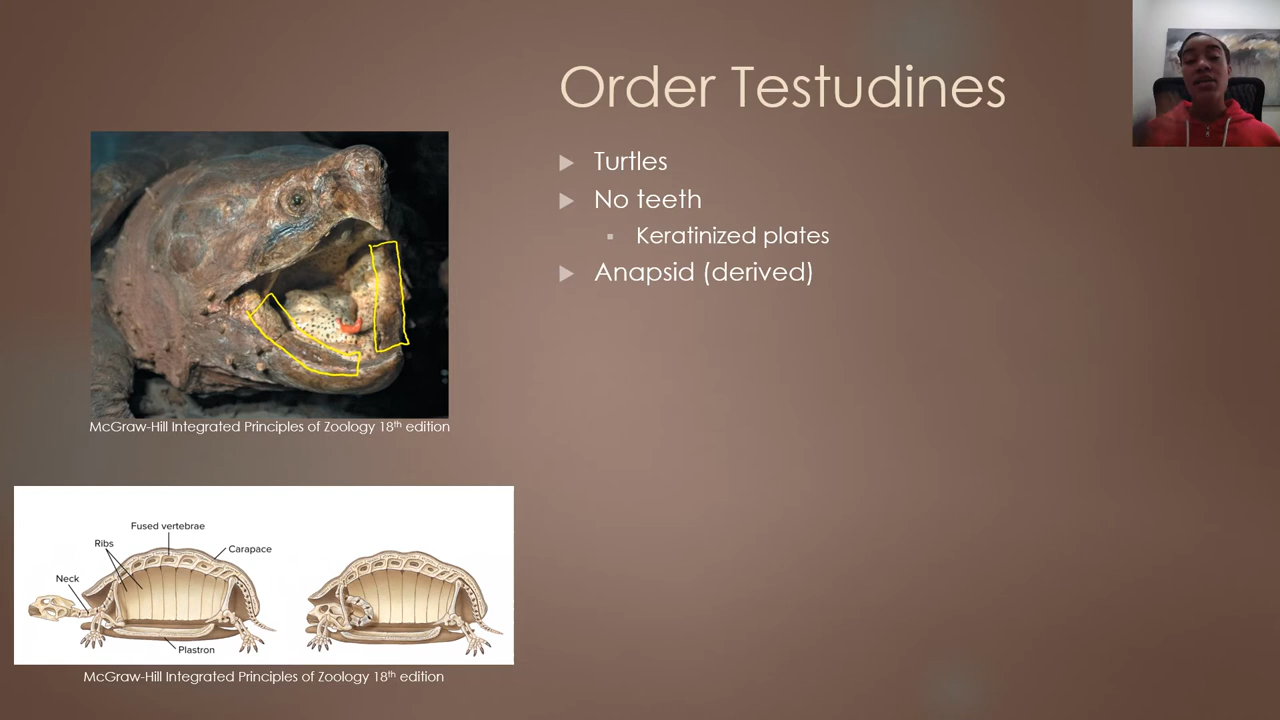 Order Testudines
Turtles
No teeth
Keratinized plates
Anapsid (derived)
McGraw-Hill Integrated Principles of Zoology 18th edition
Fused vertebrae
Ribs
Carapace
Neck
Plastron
McGraw-Hill Integrated Principles of Zoology 18th edition